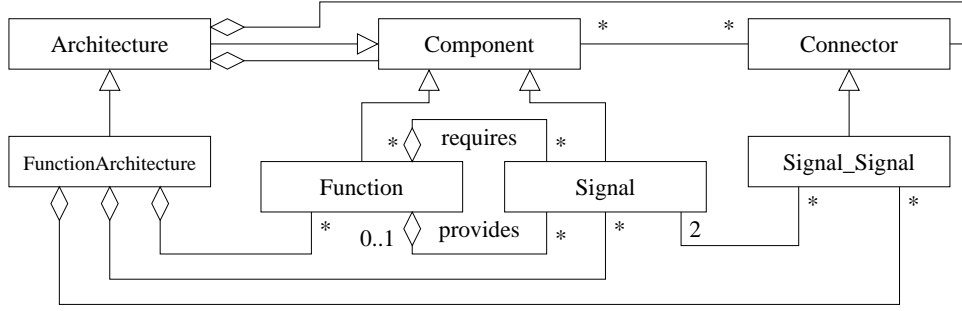 * *
Architecture Component Connector
* requires *
FunctionArchitecture Signal_Signal
Function Signal
* 0..1 provides * * 2 * *